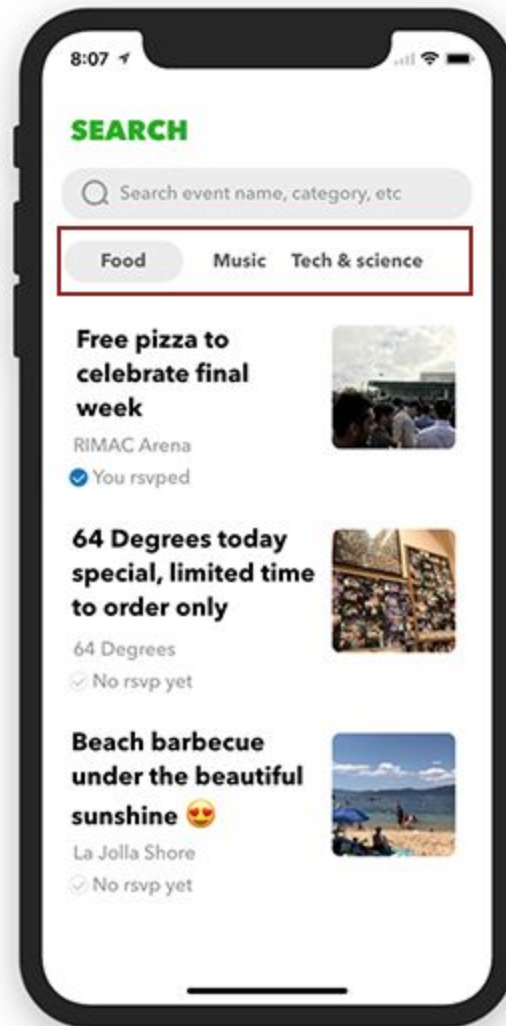 8:07
SEARCH
Search event name, category, etc
Food Music Tech & science
Free pizza to
celebrate final
week
RIMAC Arena
You rsvped
64 Degrees today
special, limited time
to order only
64 Degrees
No rsvp yet
Beach barbecue
under the beautiful
sunshine 😍
La Jolla Shore
No rsvp yet